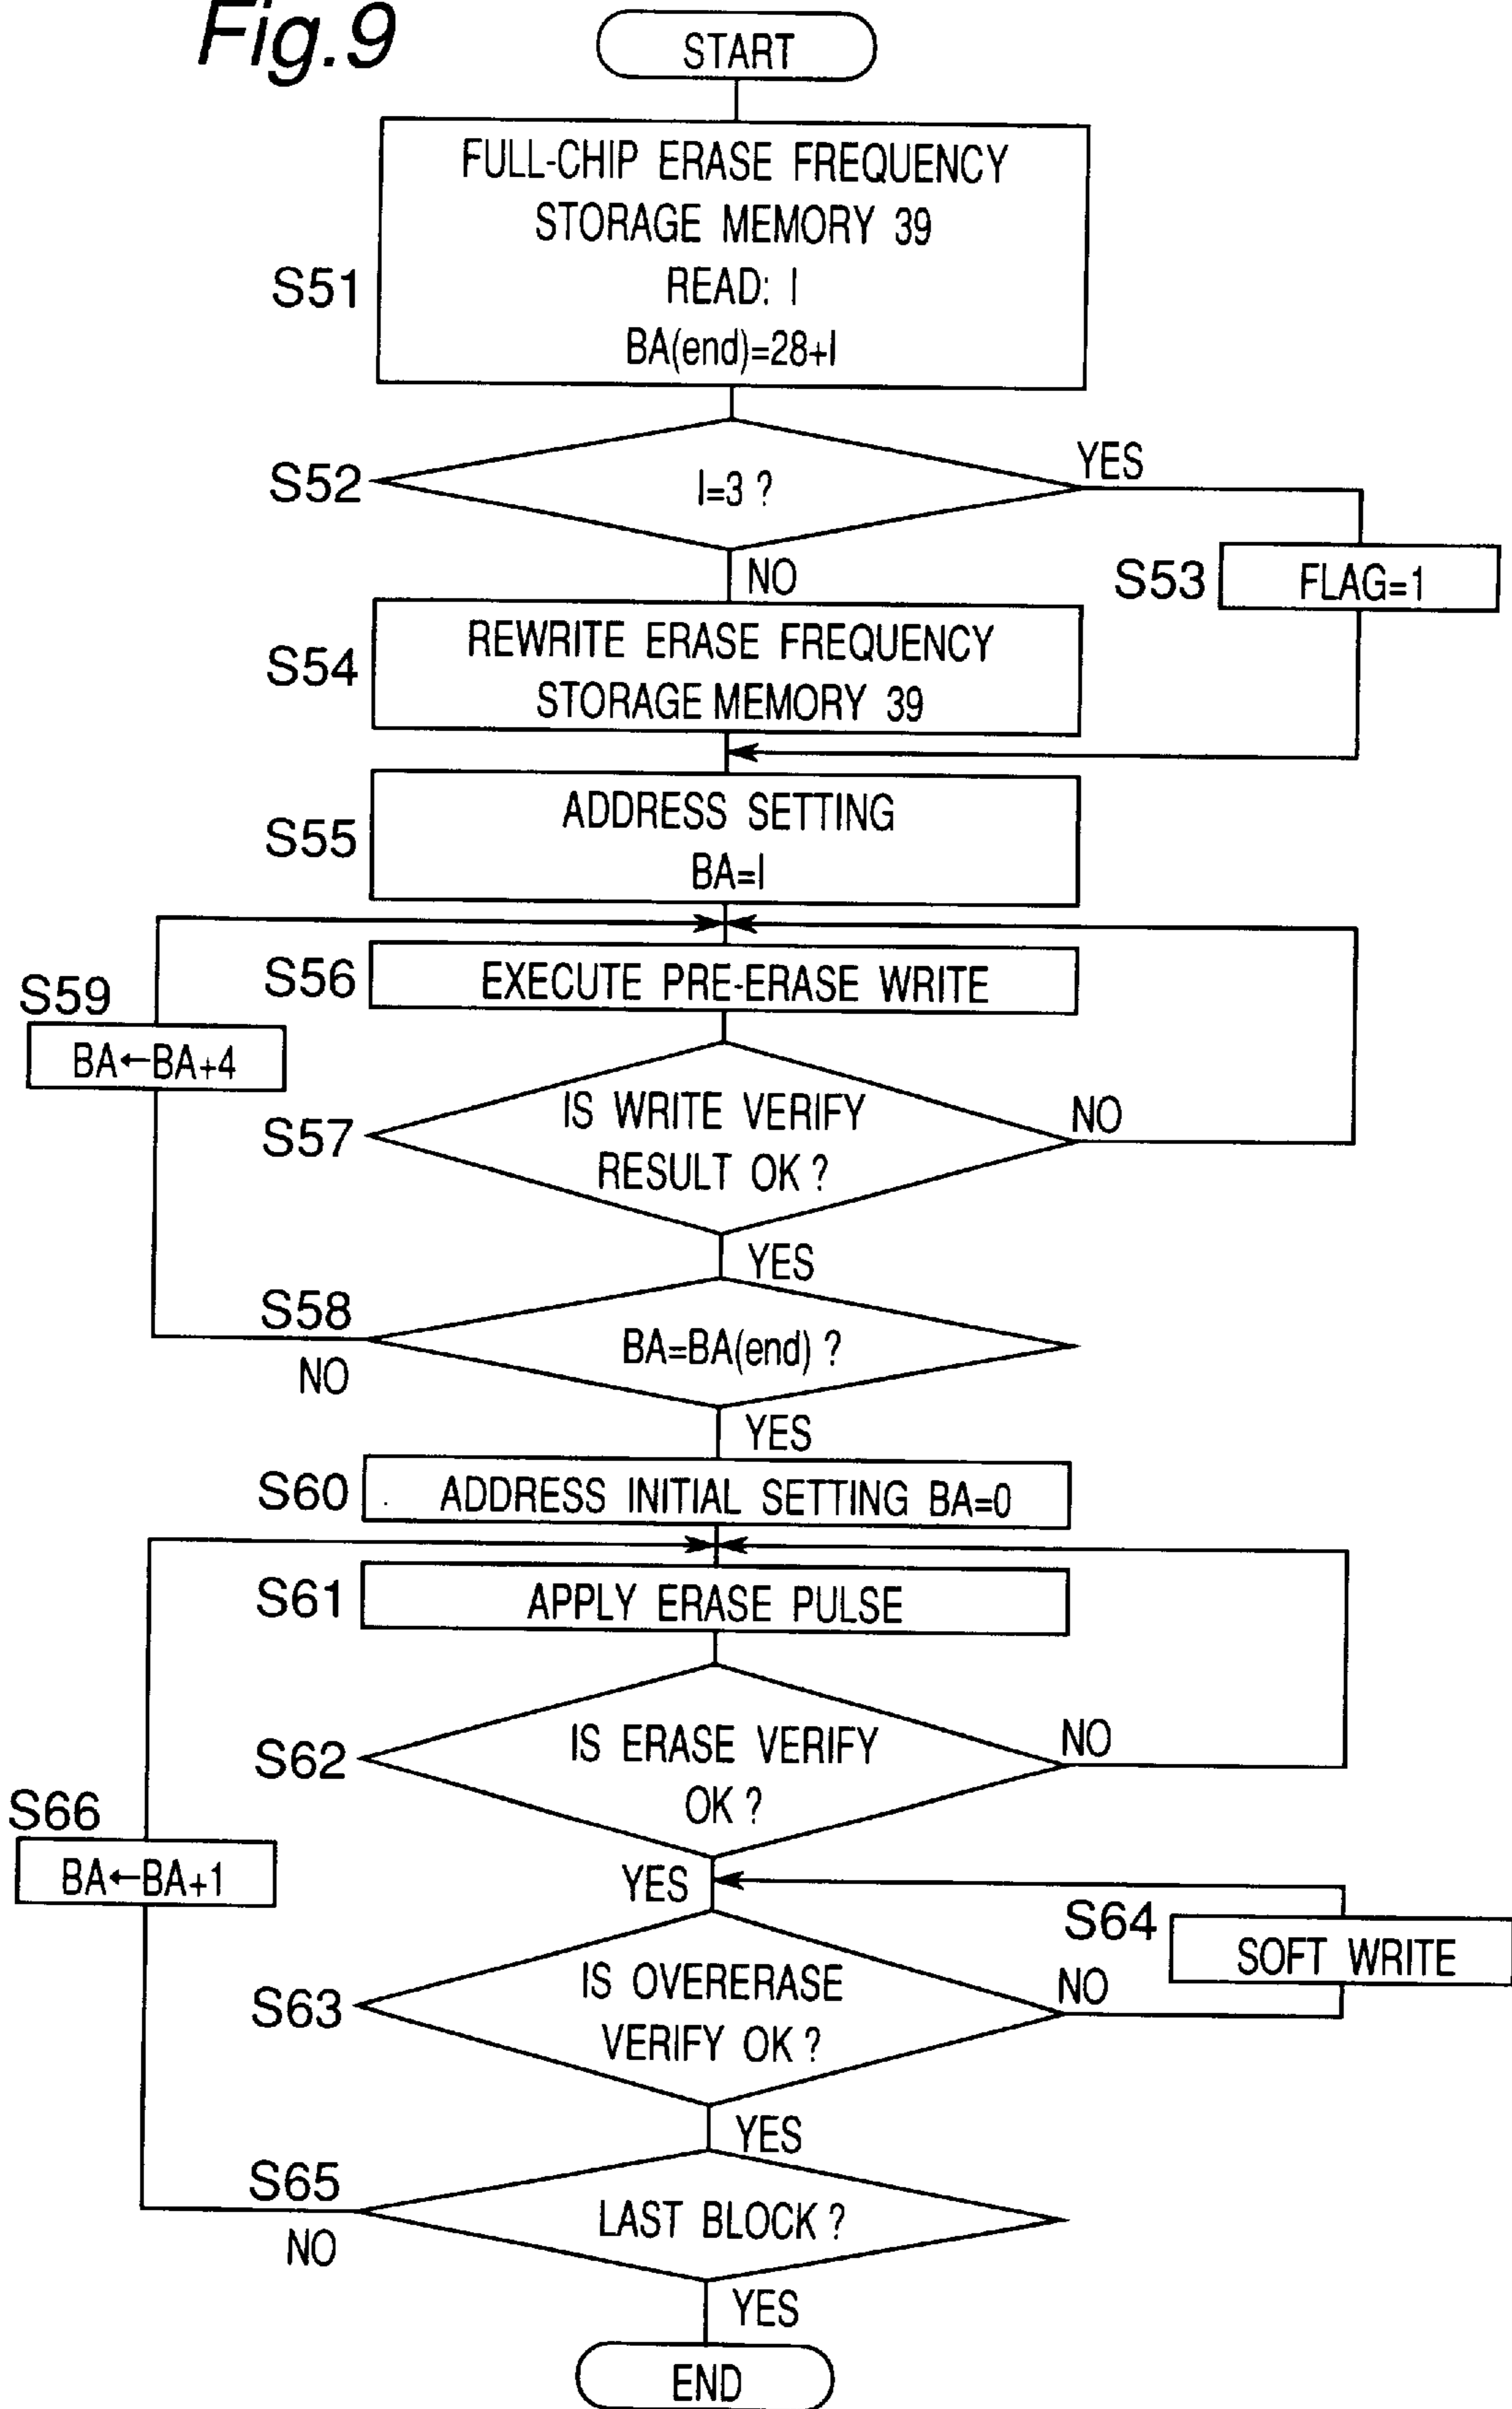 Fig.9
START
FULL-CHIP ERASE FREQUENCY
STORAGE MEMORY 39
READ: I
BA(end)=28+I
S51
S52
I=3 ?
YES
NO
S53
FLAG=1
S54
REWRITE ERASE FREQUENCY
STORAGE MEMORY 39
S55
ADDRESS SETTING
BA=I
S56
EXECUTE PRE-ERASE WRITE
S59
BA←BA+4
S57
IS WRITE VERIFY
RESULT OK ?
NO
YES
S58
BA=BA(end) ?
NO
YES
S60
ADDRESS INITIAL SETTING BA=0
S61
APPLY ERASE PULSE
S62
IS ERASE VERIFY
OK ?
NO
S66
BA←BA+1
YES
S64
SOFT WRITE
S63
IS OVERERASE
VERIFY OK ?
NO
YES
S65
LAST BLOCK ?
NO
YES
END